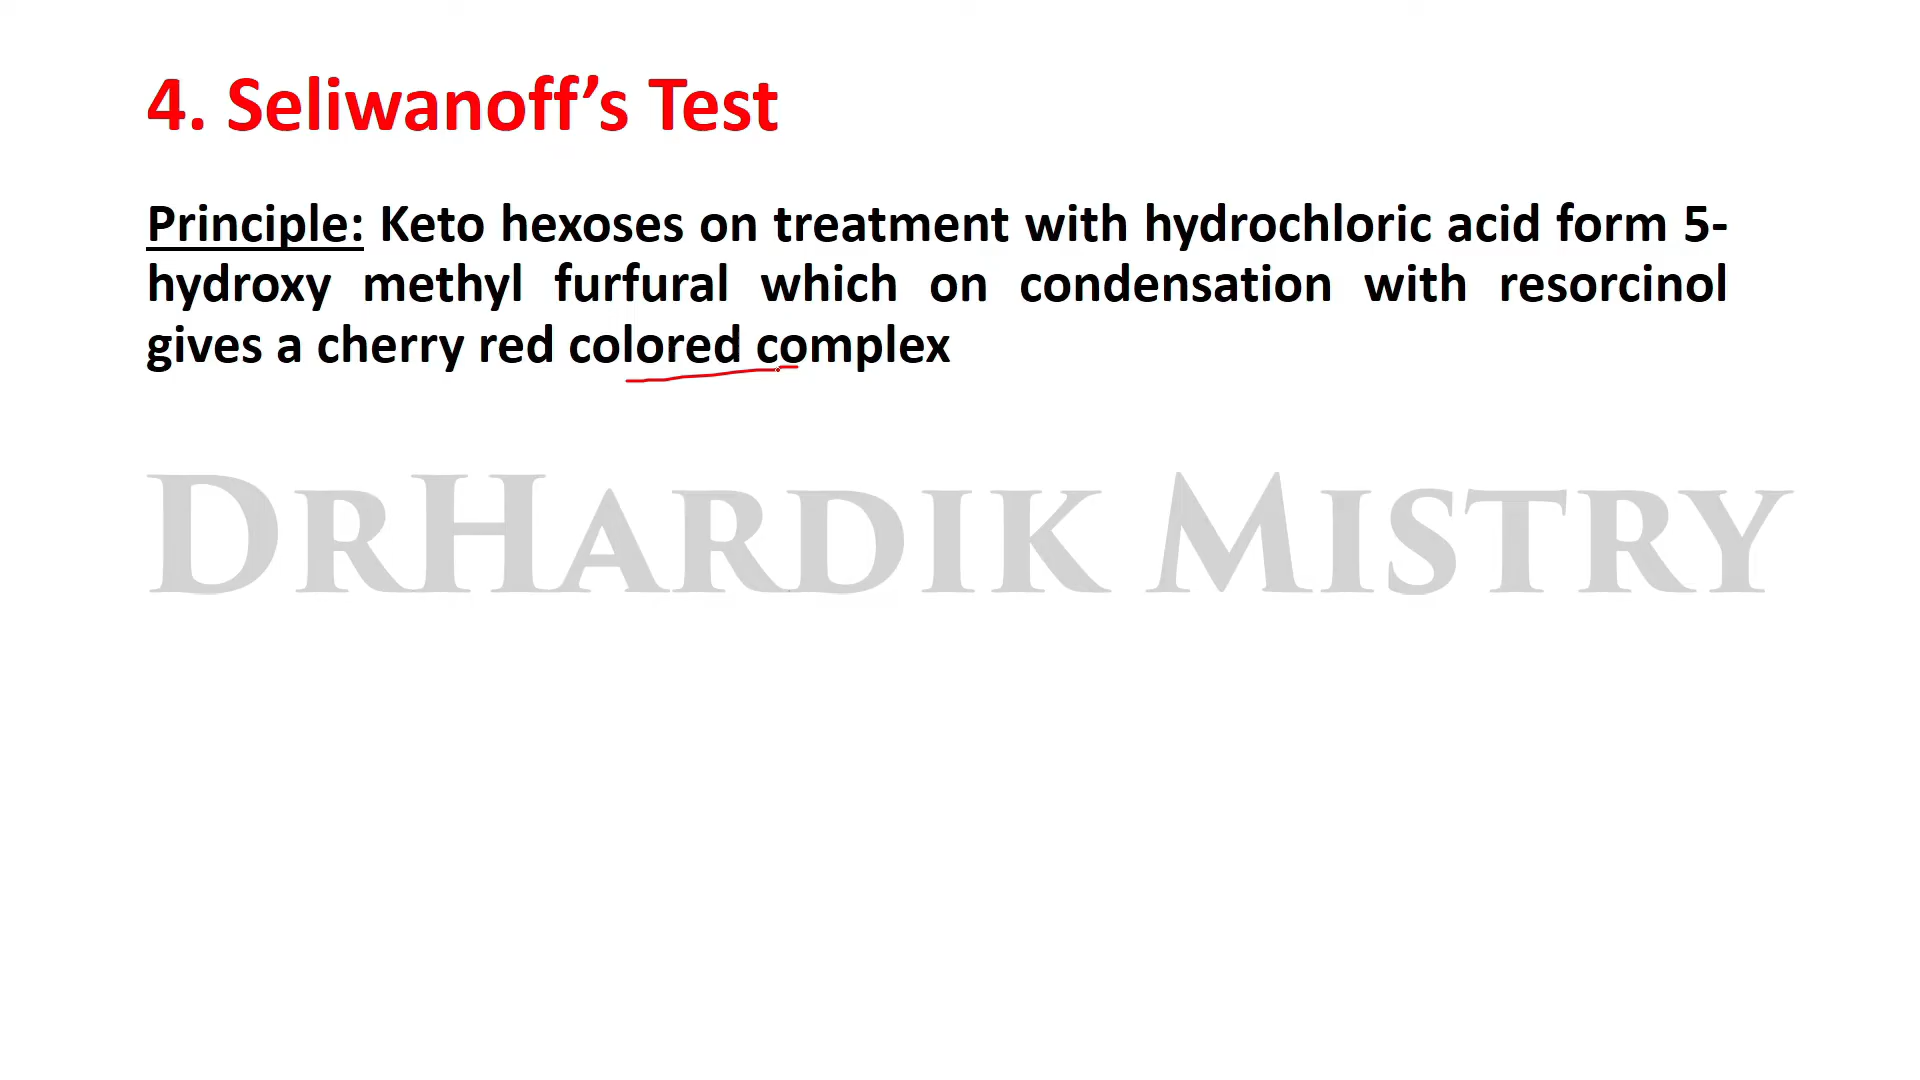 4. Seliwanoff’s Test
Principle: Keto hexoses on treatment with hydrochloric acid form 5-
hydroxy methyl furfural which on condensation with resorcinol
gives a cherry red colored complex
DrHardik Mistry